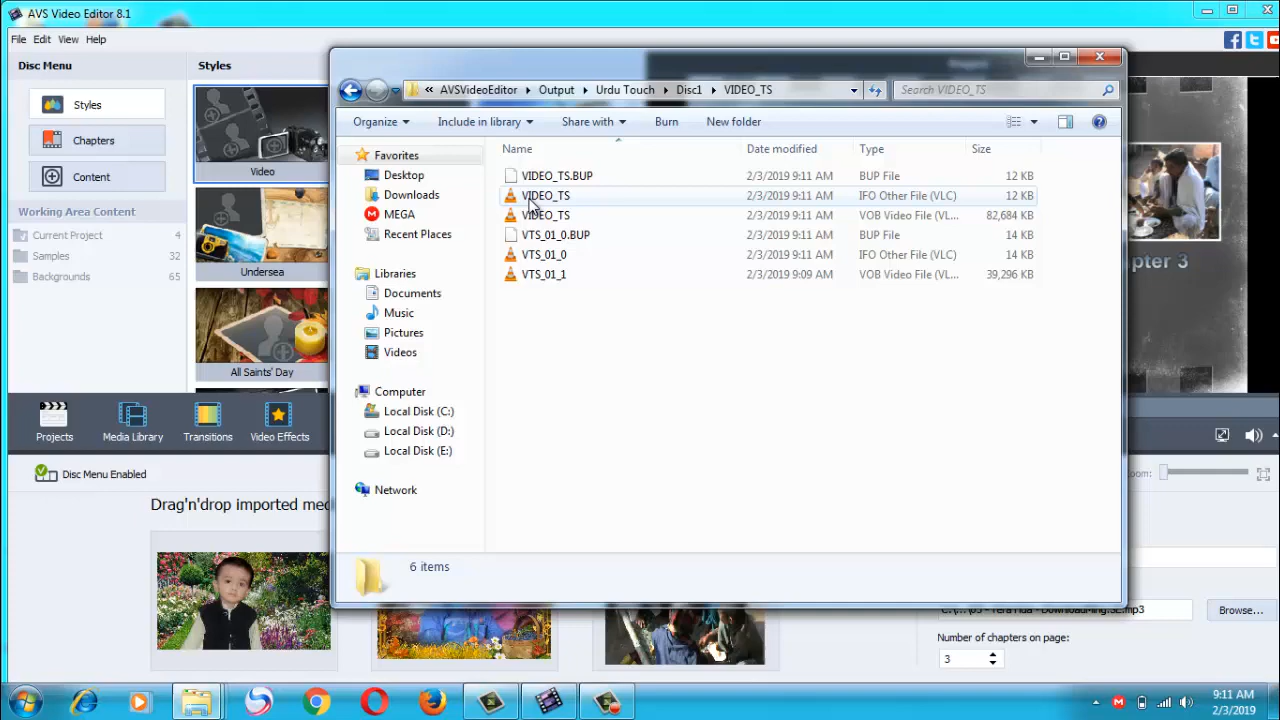 AVS Video Editor 8.1
File Edit View Help
Disc Menu
Styles
Chapters
Content
Working Area Content
Current Project 4
Samples 32
Backgrounds 65
Styles
Video
Undersea
All Saints' Day
Projects
Media Library
Transitions
Video Effects
Disc Menu Enabled
« AVSVideoEditor Output Urdu Touch Disc1 VIDEO_TS
Search VIDEO_TS
Organize Include in library Share with Burn New folder
Favorites
Desktop
Downloads
MEGA
Recent Places
Libraries
Documents
Music
Pictures
Videos
Computer
Local Disk (C:)
Local Disk (D:)
Local Disk (E:)
Network
Name Date modified Type Size
VIDEO_TS.BUP 2/3/2019 9:11 AM BUP File 12 KB
VIDEO_TS 2/3/2019 9:11 AM IFO Other File (VLC) 12 KB
VIDEO_TS 2/3/2019 9:11 AM VOB Video File (VL... 82,684 KB
VTS_01_0.BUP 2/3/2019 9:11 AM BUP File 14 KB
VTS_01_0 2/3/2019 9:11 AM IFO Other File (VLC) 14 KB
VTS_01_1 2/3/2019 9:09 AM VOB Video File (VL... 39,296 KB
6 items
hapter 3
Drag'n'drop imported med
oom:
Browse...
Number of chapters on page:
3
9:11 AM
2/3/2019